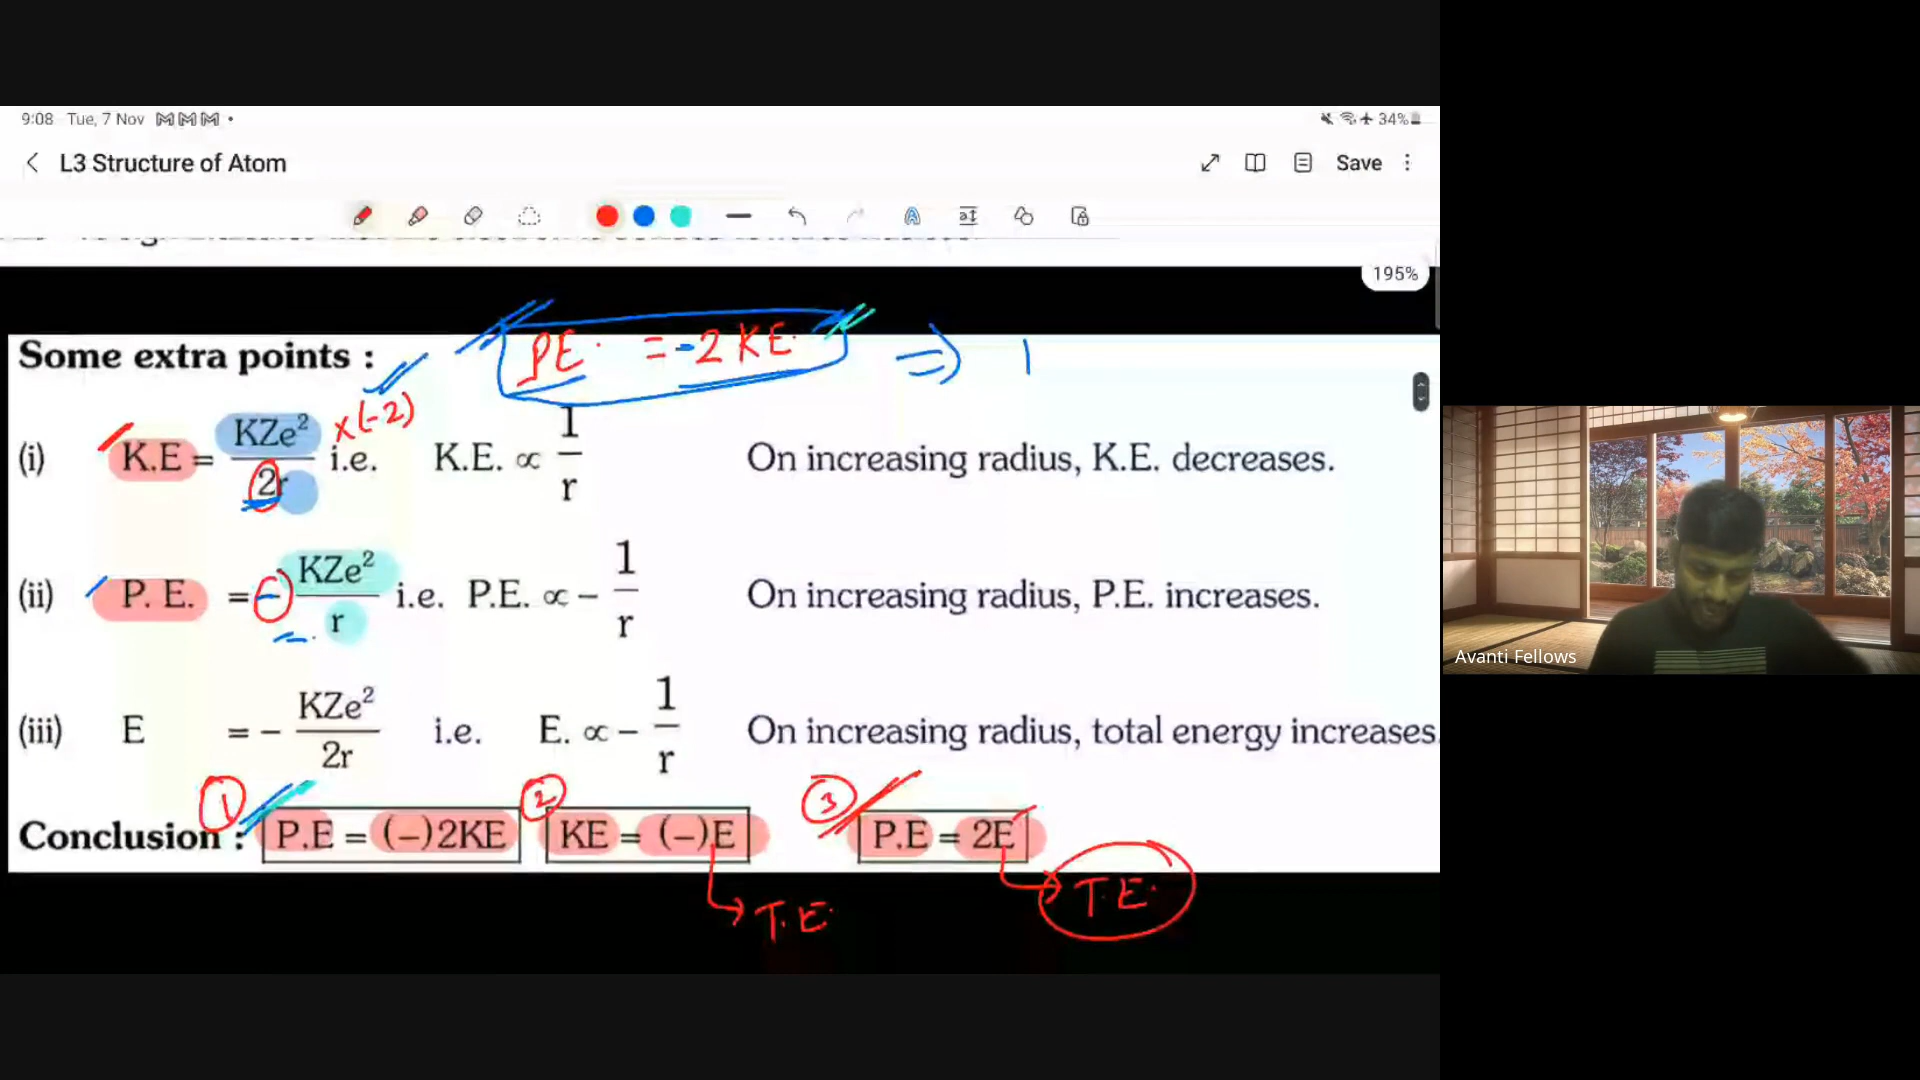 9:08 Tue, 7 Nov
34%
L3 Structure of Atom
Save
195%
PE. = -2 KE. ⇒ 1
Some extra points :
×(-2)
(i) K.E = KZe²/2r i.e. K.E. ∝ 1/r On increasing radius, K.E. decreases.
(ii) P. E. = - KZe²/r i.e. P.E. ∝ - 1/r On increasing radius, P.E. increases.
(iii) E = - KZe²/2r i.e. E. ∝ - 1/r On increasing radius, total energy increases.
1 2 3
Conclusion : P.E = (–)2KE KE = (–)E P.E = 2E
T.E. T.E.
Avanti Fellows